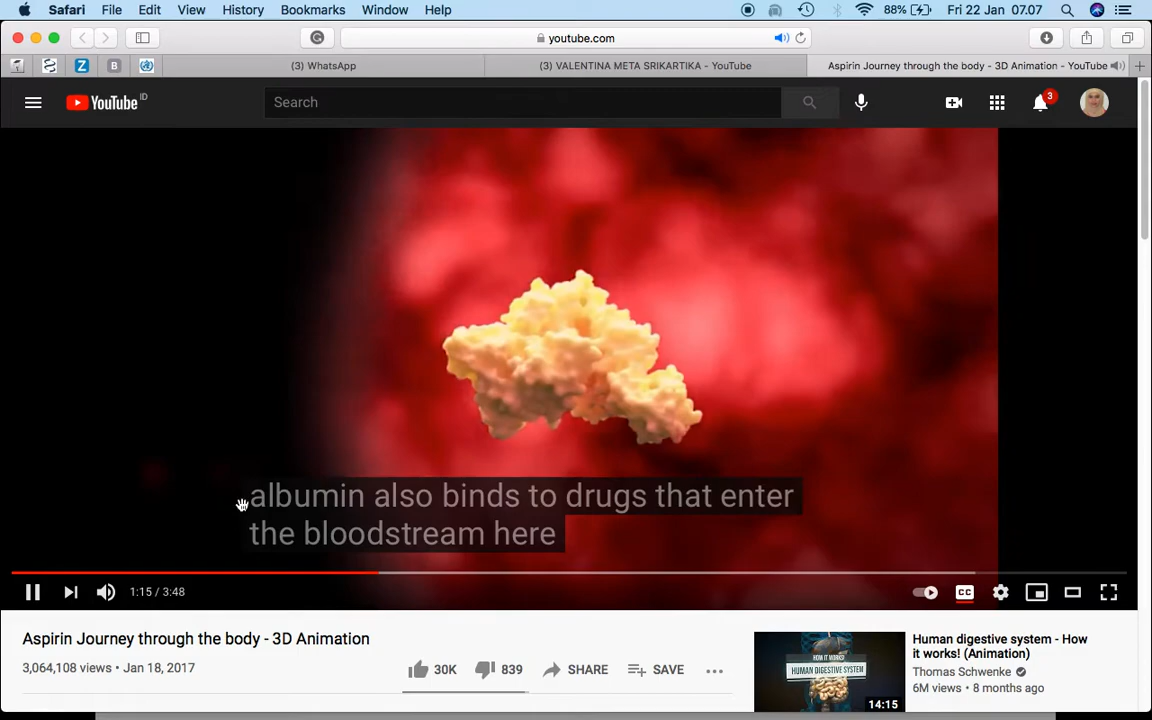 Safari File Edit View History Bookmarks Window Help 88% Fri 22 Jan 07.07
youtube.com
Z B (3) WhatsApp (3) VALENTINA META SRIKARTIKA - YouTube Aspirin Journey through the body - 3D Animation - YouTube
YouTube ID Search 3
albumin also binds to drugs that enter
the bloodstream here
1:15 / 3:48 CC
Aspirin Journey through the body - 3D Animation
3,064,108 views • Jan 18, 2017 30K 839 SHARE SAVE
HOW IT WORKS!
HUMAN DIGESTIVE SYSTEM
14:15
Human digestive system - How
it works! (Animation)
Thomas Schwenke
6M views • 8 months ago